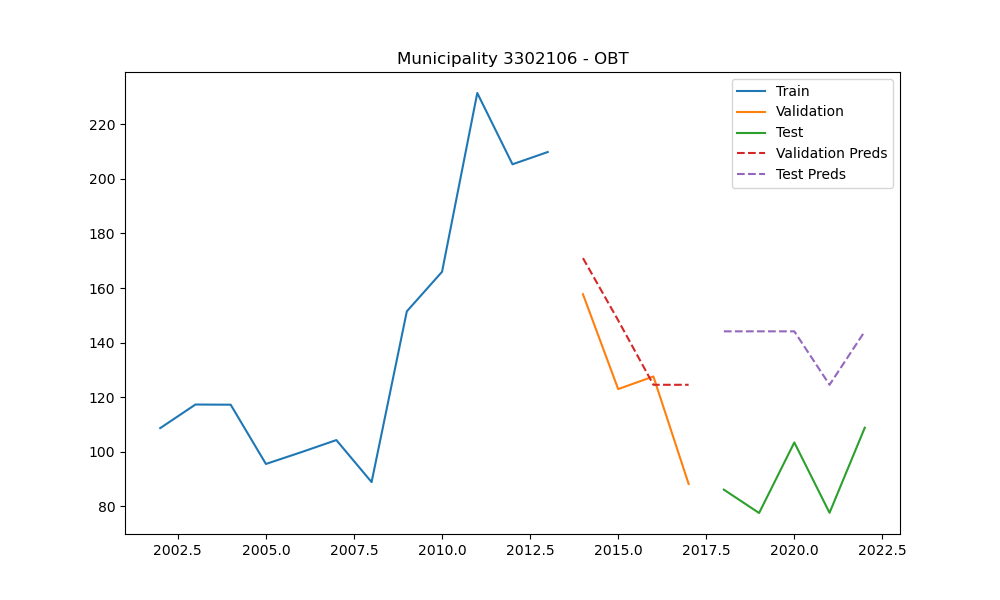 Municipality 3302106 - OBT
Train
Validation
Test
Validation Preds
Test Preds
220
200
180
160
140
120
100
80
2002.5 2005.0 2007.5 2010.0 2012.5 2015.0 2017.5 2020.0 2022.5